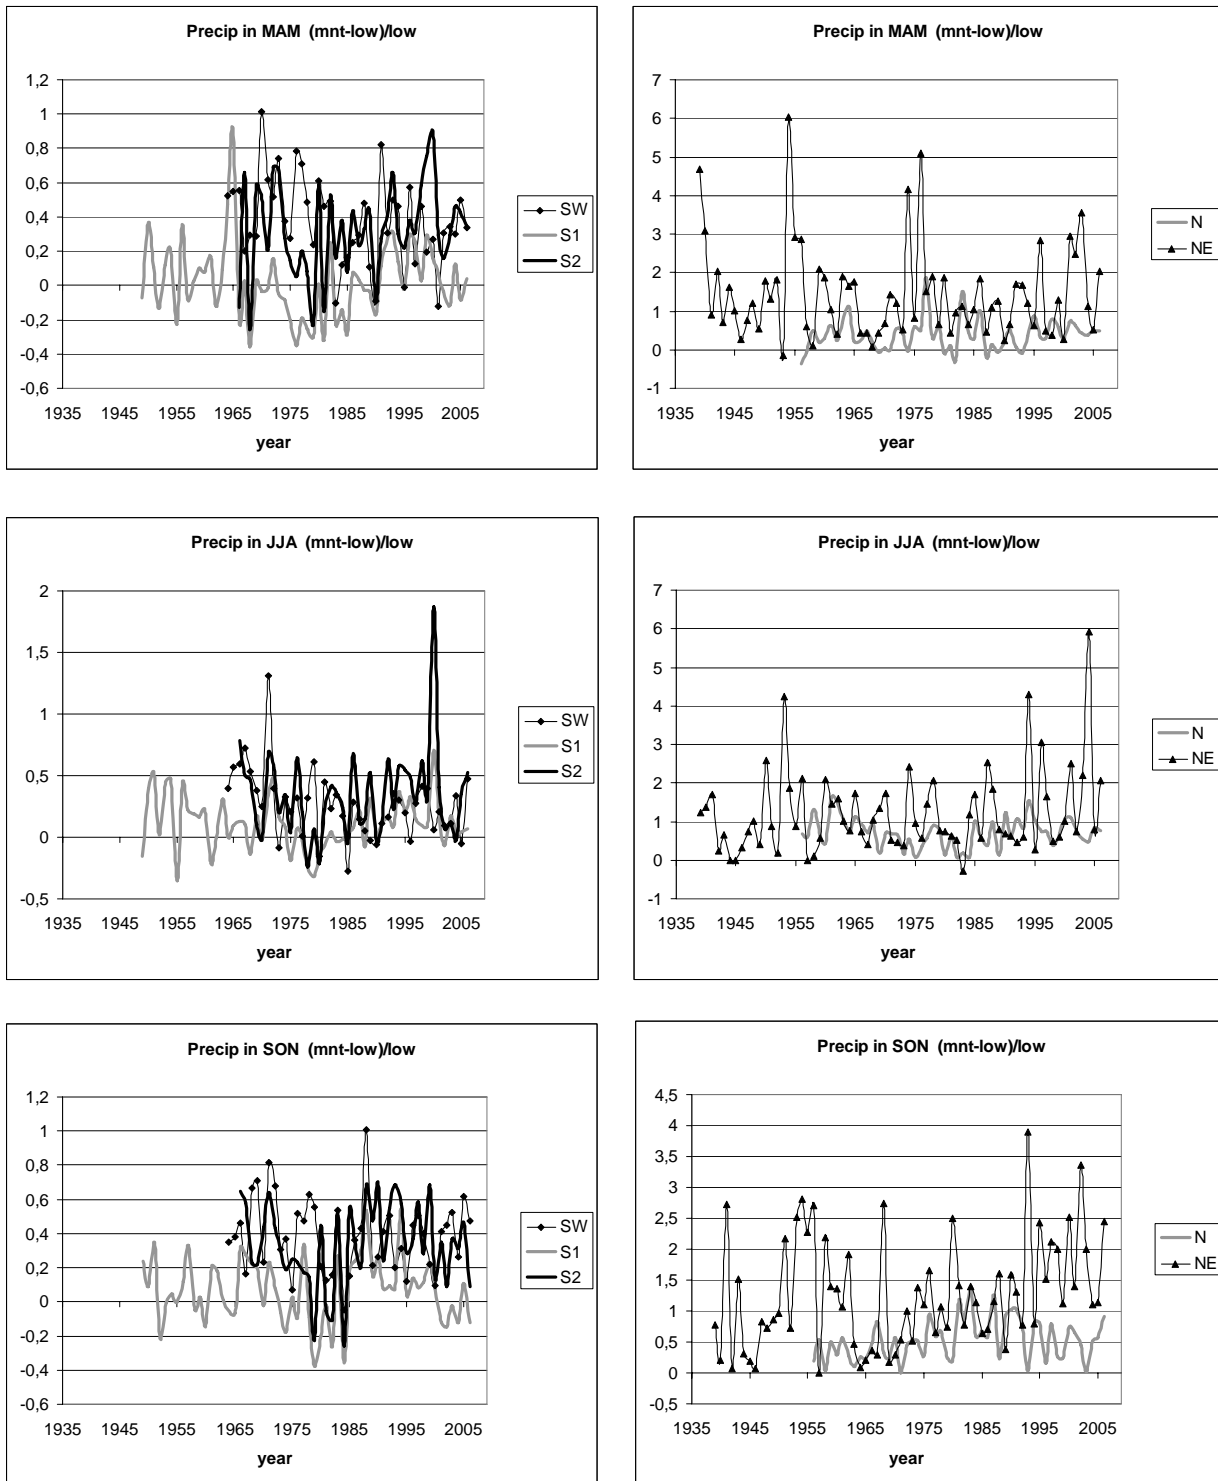 Precip in MAM (mnt-low)/low
1,2
1
0,8
0,6
0,4
0,2
0
-0,2
-0,4
-0,6
1935 1945 1955 1965 1975 1985 1995 2005
year
SW
S1
S2
Precip in MAM (mnt-low)/low
7
6
5
4
3
2
1
0
-1
1935 1945 1955 1965 1975 1985 1995 2005
year
N
NE
Precip in JJA (mnt-low)/low
2
1,5
1
0,5
0
-0,5
1935 1945 1955 1965 1975 1985 1995 2005
year
SW
S1
S2
Precip in JJA (mnt-low)/low
7
6
5
4
3
2
1
0
-1
1935 1945 1955 1965 1975 1985 1995 2005
year
N
NE
Precip in SON (mnt-low)/low
1,2
1
0,8
0,6
0,4
0,2
0
-0,2
-0,4
-0,6
1935 1945 1955 1965 1975 1985 1995 2005
year
SW
S1
S2
Precip in SON (mnt-low)/low
4,5
4
3,5
3
2,5
2
1,5
1
0,5
0
-0,5
1935 1945 1955 1965 1975 1985 1995 2005
year
N
NE